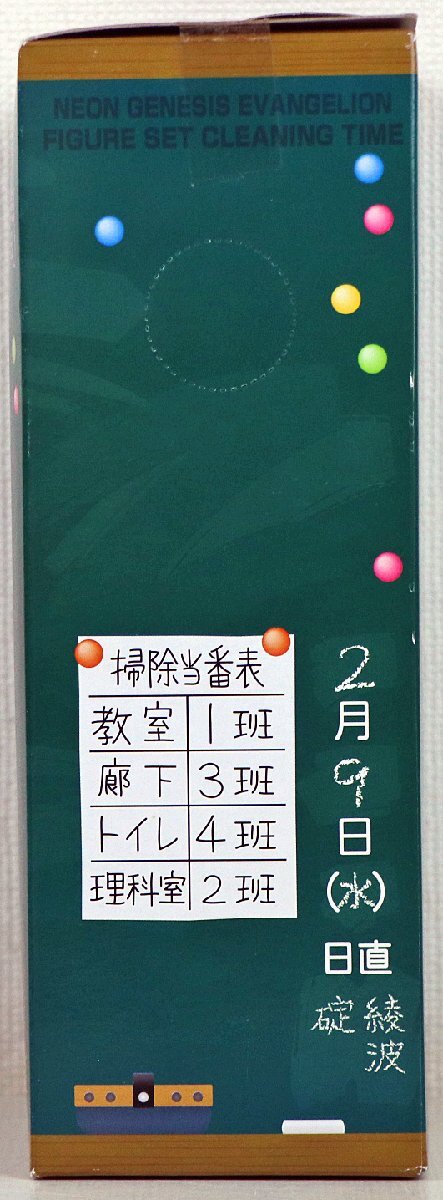 NEON GENESIS EVANGELION
FIGURE SET CLEANING TIME
掃除当番表
教室 1班
廊下 3班
トイレ 4班
理科室 2班
2月9日(水)
日直
綾波
碇